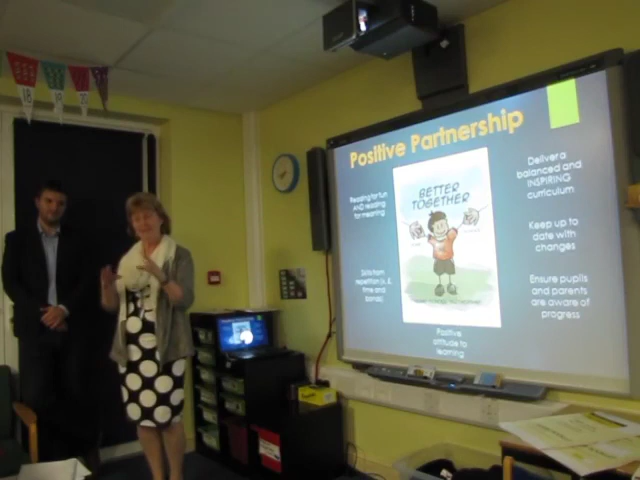 Positive Partnership
Reading for fun
AND reading
for meaning
Skills from
repetition (x, &
time and
bonds)
BETTER
TOGETHER
Positive
attitude to
learning
Deliver a
balanced and
INSPIRING
curriculum
Keep up to
date with
changes
Ensure pupils
and parents
are aware of
progress